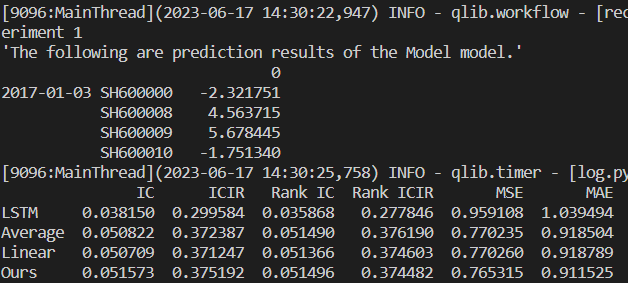 [9096:MainThread](2023-06-17 14:30:22,947) INFO - qlib.workflow - [rec
eriment 1
'The following are prediction results of the Model model.'
0
2017-01-03 SH600000 -2.321751
SH600008 4.563715
SH600009 5.678445
SH600010 -1.751340
[9096:MainThread](2023-06-17 14:30:25,758) INFO - qlib.timer - [log.py
IC ICIR Rank IC Rank ICIR MSE MAE
LSTM 0.038150 0.299584 0.035868 0.277846 0.959108 1.039494
Average 0.050822 0.372387 0.051490 0.376190 0.770235 0.918504
Linear 0.050709 0.371247 0.051366 0.374603 0.770260 0.918789
Ours 0.051573 0.375192 0.051496 0.374482 0.765315 0.911525